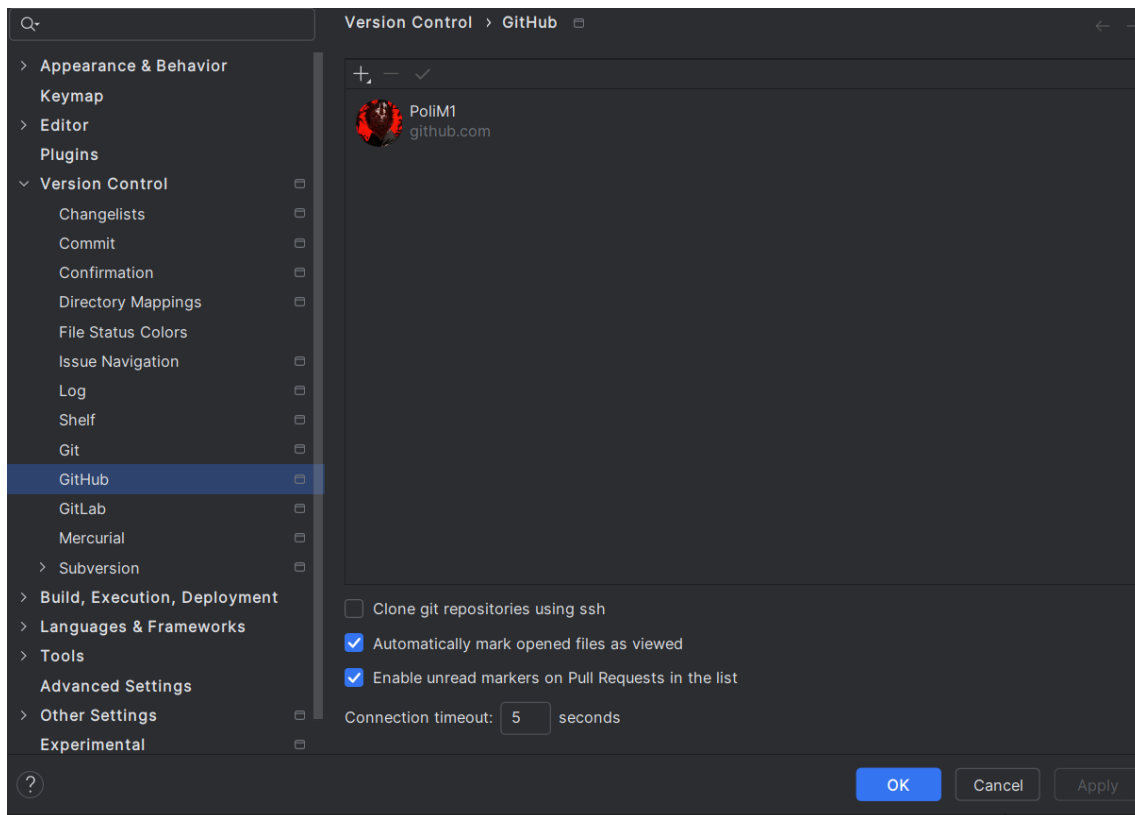 Version Control › GitHub
Appearance & Behavior
Keymap
Editor
Plugins
Version Control
Changelists
Commit
Confirmation
Directory Mappings
File Status Colors
Issue Navigation
Log
Shelf
Git
GitHub
GitLab
Mercurial
Subversion
Build, Execution, Deployment
Languages & Frameworks
Tools
Advanced Settings
Other Settings
Experimental
PoliM1
github.com
Clone git repositories using ssh
Automatically mark opened files as viewed
Enable unread markers on Pull Requests in the list
Connection timeout: 5 seconds
? OK Cancel Apply